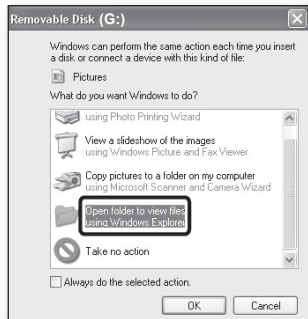 Removable Disk (G:)
Windows can perform the same action each time you insert
a disk or connect a device with this kind of file:
Pictures
What do you want Windows to do?
using Photo Printing Wizard
View a slideshow of the images
using Windows Picture and Fax Viewer
Copy pictures to a folder on my computer
using Microsoft Scanner and Camera Wizard
Open folder to view files
using Windows Explorer
Take no action
Always do the selected action.
OK
Cancel